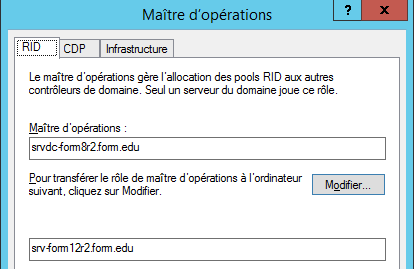 Maître d'opérations
? x
RID CDP Infrastructure
Le maître d'opérations gère l'allocation des pools RID aux autres
contrôleurs de domaine. Seul un serveur du domaine joue ce rôle.
Maître d'opérations :
srvdc-form8r2.form.edu
Pour transférer le rôle de maître d'opérations à l'ordinateur
suivant, cliquez sur Modifier.
Modifier...
srv-form12r2.form.edu